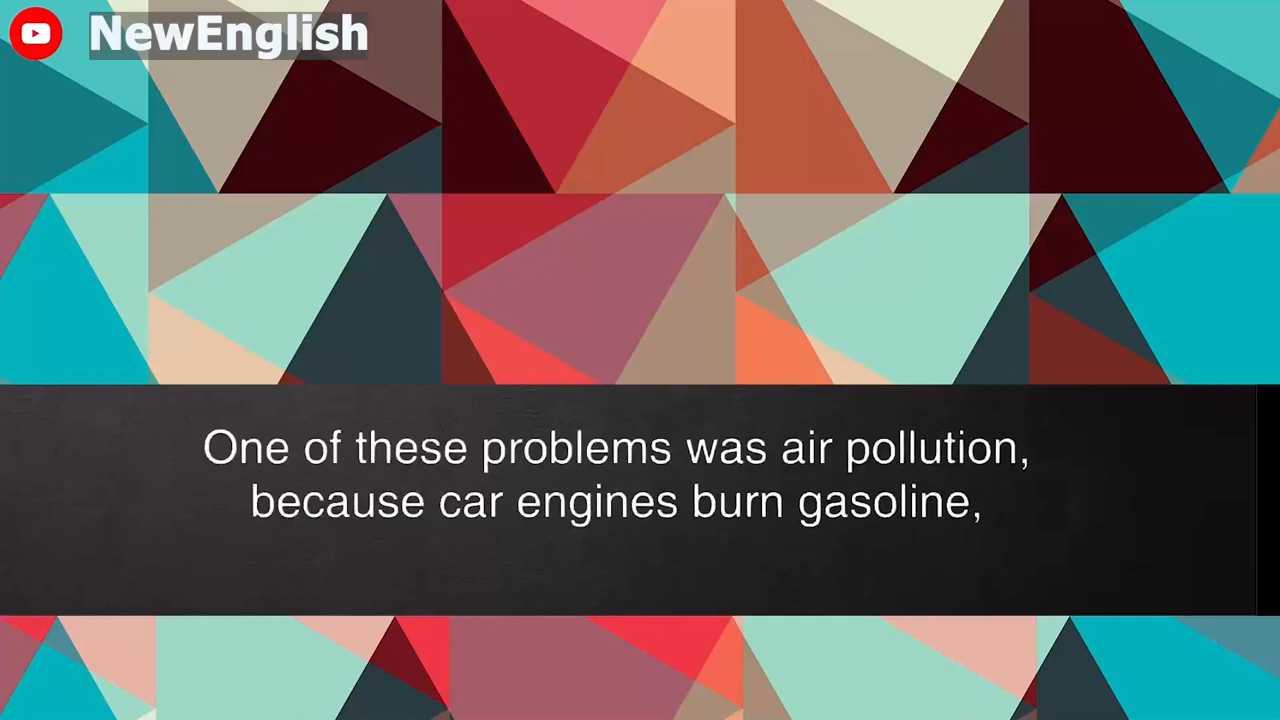 NewEnglish
One of these problems was air pollution,
because car engines burn gasoline,